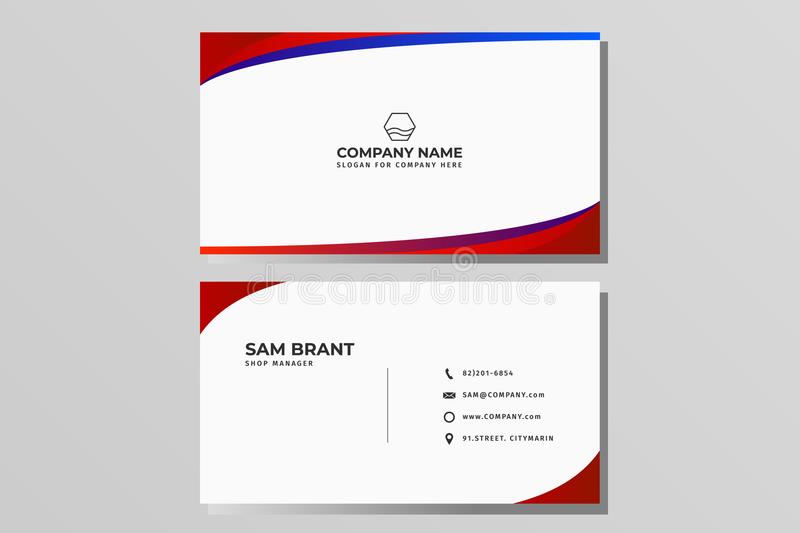 COMPANY NAME
SLOGAN FOR COMPANY HERE
dreamstime
SAM BRANT
SHOP MANAGER
82)201-6854
SAM@COMPANY.com
www.COMPANY.com
91.STREET. CITYMARIN